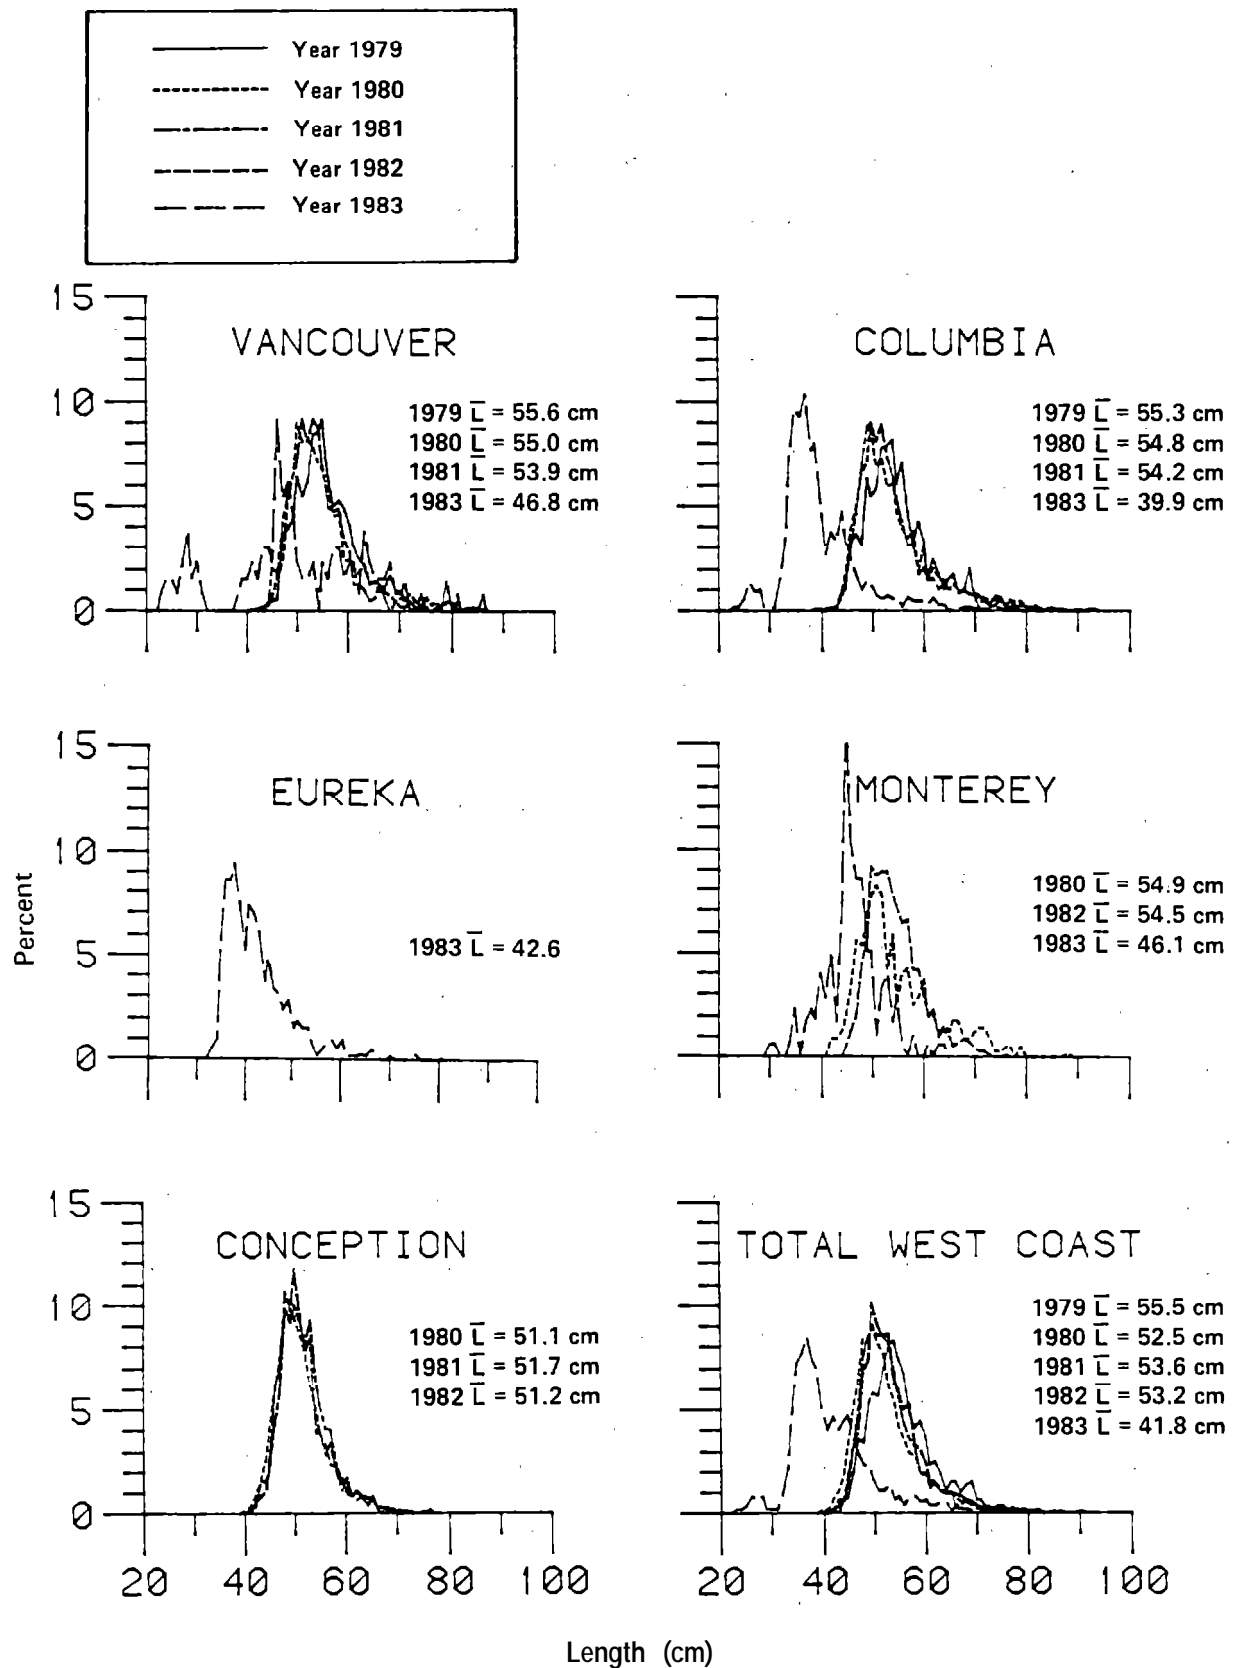 Year 1979
Year 1980
Year 1981
Year 1982
Year 1983
15
10
5
0
VANCOUVER
1979 L̅ = 55.6 cm
1980 L̅ = 55.0 cm
1981 L̅ = 53.9 cm
1983 L̅ = 46.8 cm
COLUMBIA
1979 L̅ = 55.3 cm
1980 L̅ = 54.8 cm
1981 L̅ = 54.2 cm
1983 L̅ = 39.9 cm
Percent
15
10
5
0
EUREKA
1983 L̅ = 42.6
MONTEREY
1980 L̅ = 54.9 cm
1982 L̅ = 54.5 cm
1983 L̅ = 46.1 cm
15
10
5
0
CONCEPTION
1980 L̅ = 51.1 cm
1981 L̅ = 51.7 cm
1982 L̅ = 51.2 cm
20 40 60 80 100
TOTAL WEST COAST
1979 L̅ = 55.5 cm
1980 L̅ = 52.5 cm
1981 L̅ = 53.6 cm
1982 L̅ = 53.2 cm
1983 L̅ = 41.8 cm
20 40 60 80 100
Length (cm)